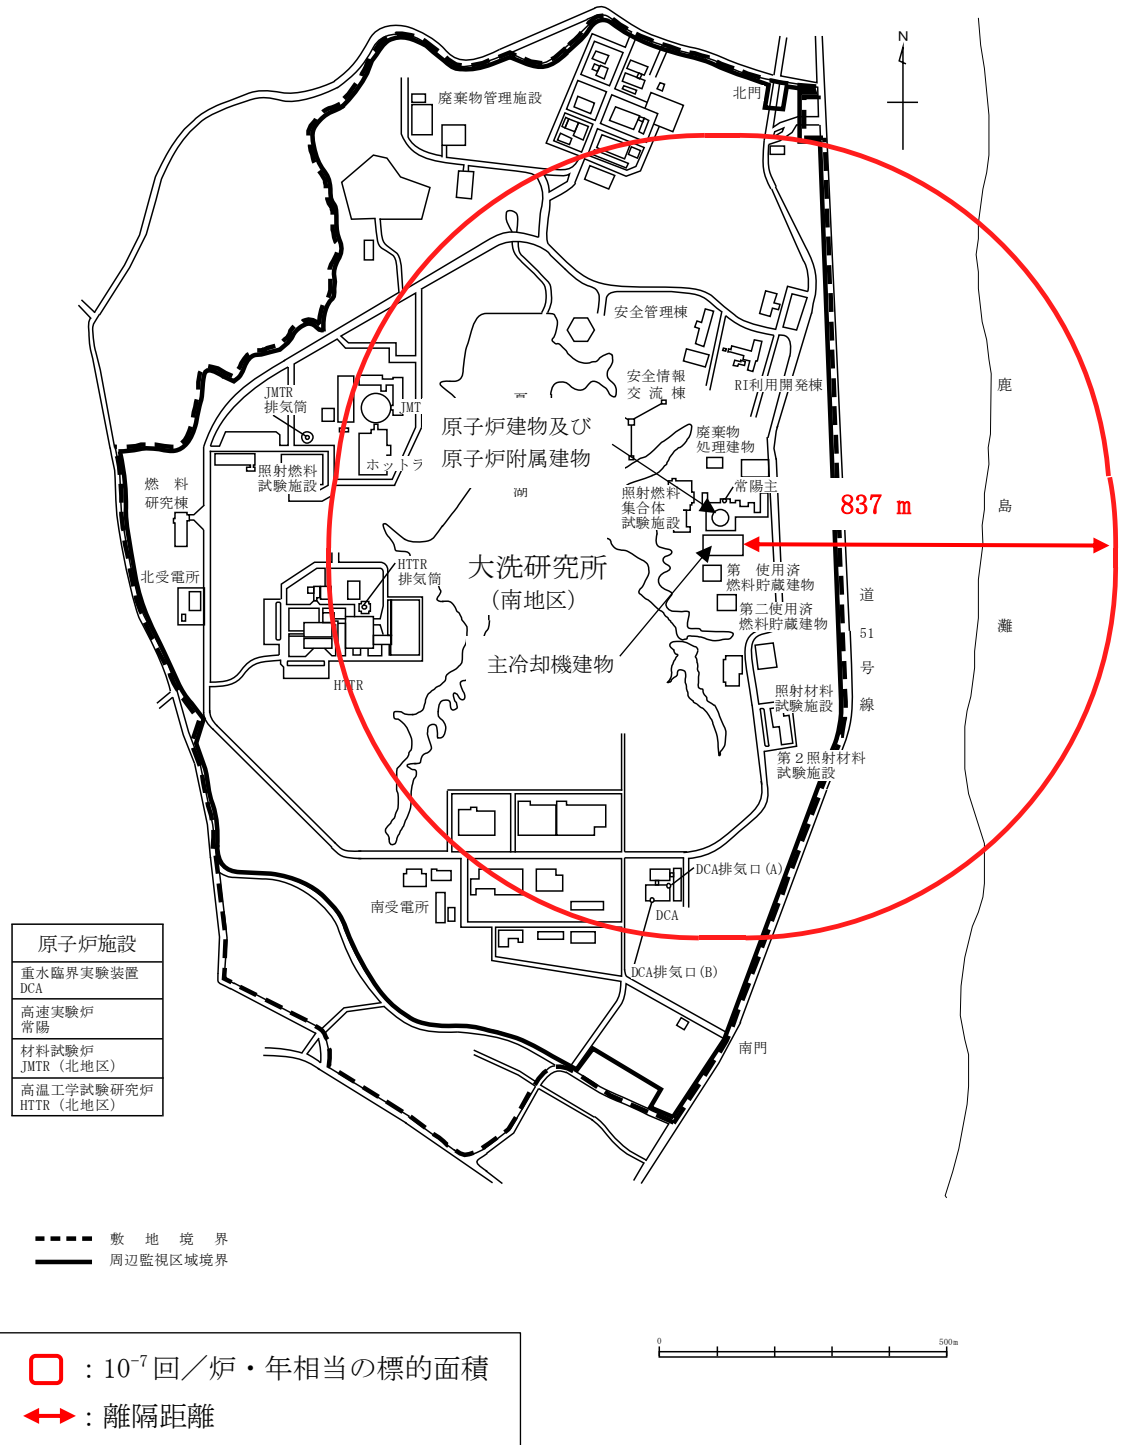 N
北門
廃棄物管理施設
安全管理棟
安全情報
交流棟
RI利用開発棟
鹿
島
灘
JMTR
排気筒
JMT
夏
湖
原子炉建物及び
原子炉附属建物
廃棄物
処理建物
ホットラ
照射燃料
試験施設
常陽主
照射燃料
集合体
試験施設
燃料
研究棟
837 m
大洗研究所
(南地区)
HTTR
排気筒
北受電所
第 使用済
燃料貯蔵建物
第二使用済
燃料貯蔵建物
道
51
号
線
主冷却機建物
HTTR
照射材料
試験施設
第2照射材料
試験施設
DCA排気口(A)
南受電所
DCA
DCA排気口(B)
南門
原子炉施設
重水臨界実験装置
DCA
高速実験炉
常陽
材料試験炉
JMTR (北地区)
高温工学試験研究炉
HTTR (北地区)
敷地境界
周辺監視区域境界
0 500m
:10⁻⁷回/炉・年相当の標的面積
:離隔距離